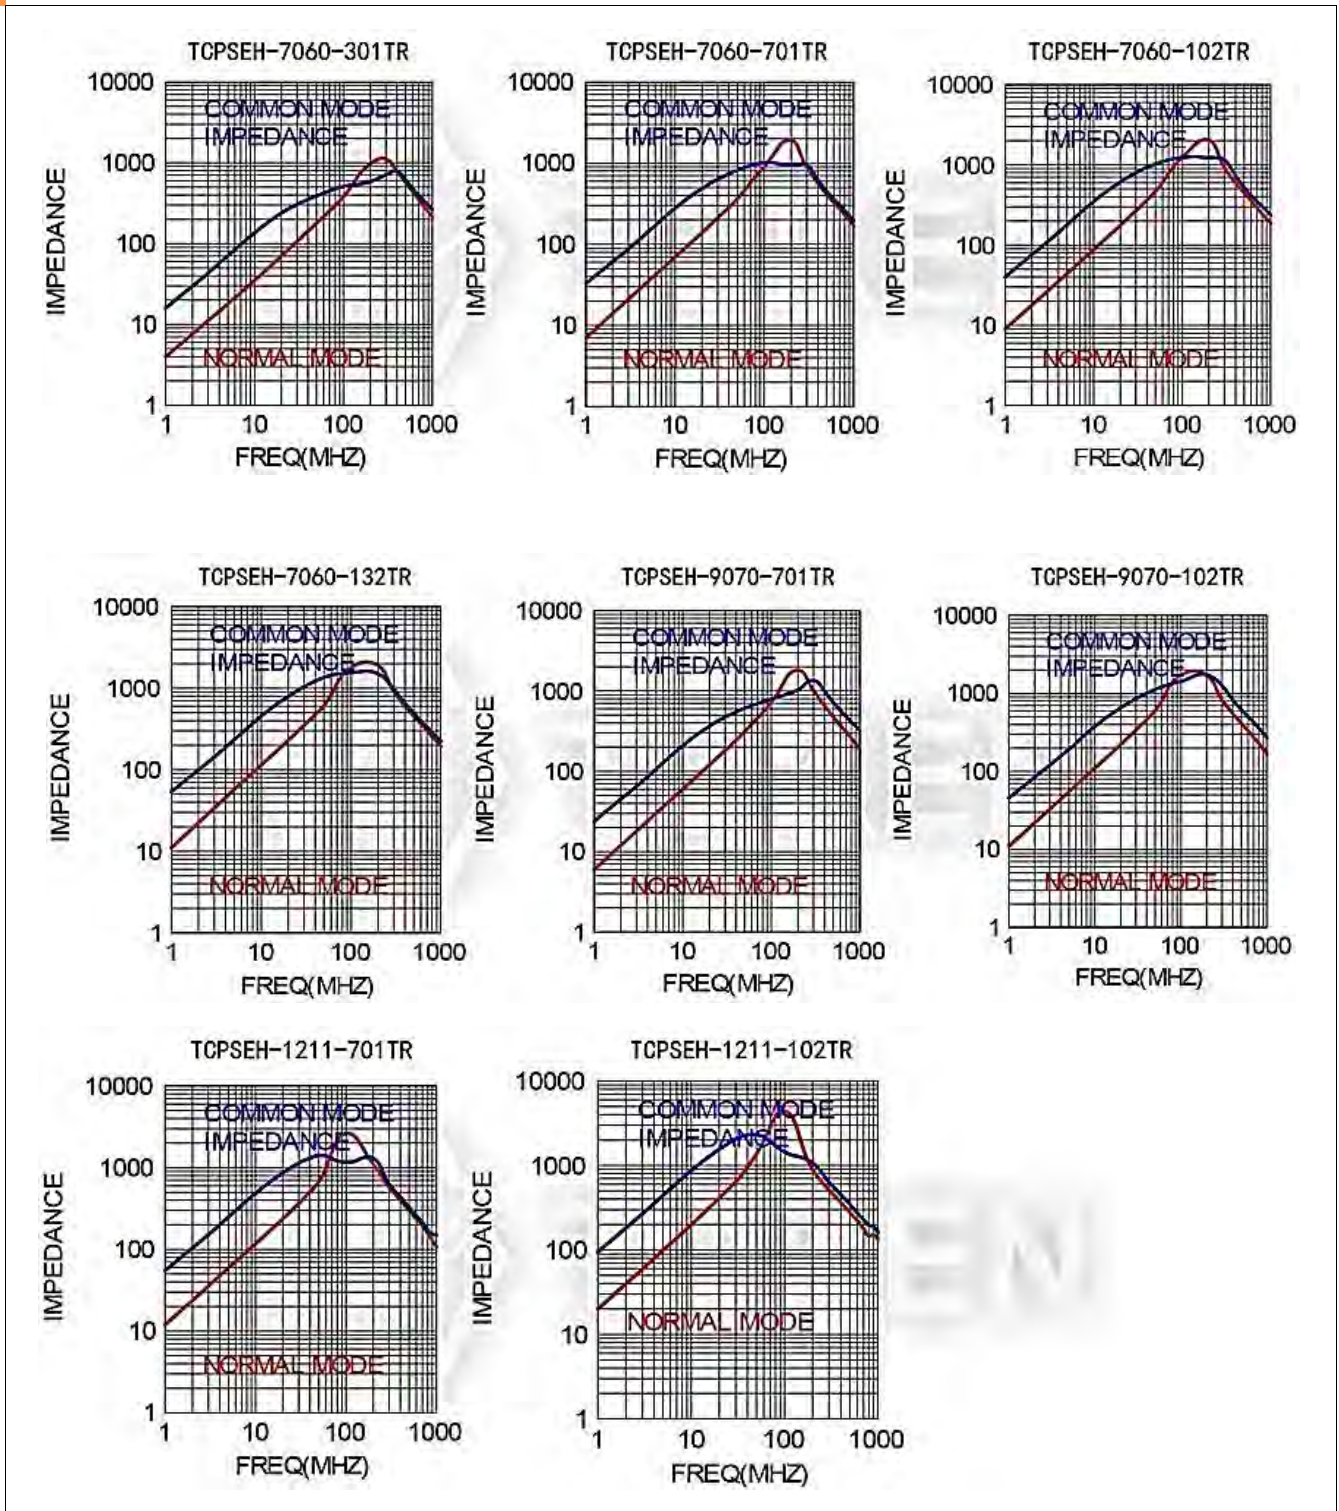 TCPSEH-7060-301TR
10000
COMMON MODE
IMPEDANCE
1000
IMPEDANCE
100
10
NORMAL MODE
1
1 10 100 1000
FREQ(MHZ)
TCPSEH-7060-701TR
10000
COMMON MODE
IMPEDANCE
1000
IMPEDANCE
100
10
NORMAL MODE
1
1 10 100 1000
FREQ(MHZ)
TCPSEH-7060-102TR
10000
COMMON MODE
IMPEDANCE
1000
IMPEDANCE
100
10
NORMAL MODE
1
1 10 100 1000
FREQ(MHZ)
TCPSEH-7060-132TR
10000
COMMON MODE
IMPEDANCE
1000
IMPEDANCE
100
10
NORMAL MODE
1
1 10 100 1000
FREQ(MHZ)
TCPSEH-9070-701TR
10000
COMMON MODE
IMPEDANCE
1000
IMPEDANCE
100
10
NORMAL MODE
1
1 10 100 1000
FREQ(MHZ)
TCPSEH-9070-102TR
10000
COMMON MODE
IMPEDANCE
1000
IMPEDANCE
100
10
NORMAL MODE
1
1 10 100 1000
FREQ(MHZ)
TCPSEH-1211-701TR
10000
COMMON MODE
IMPEDANCE
1000
IMPEDANCE
100
10
NORMAL MODE
1
1 10 100 1000
FREQ(MHZ)
TCPSEH-1211-102TR
10000
COMMON MODE
IMPEDANCE
1000
IMPEDANCE
100
NORMAL MODE
10
1
1 10 100 1000
FREQ(MHZ)